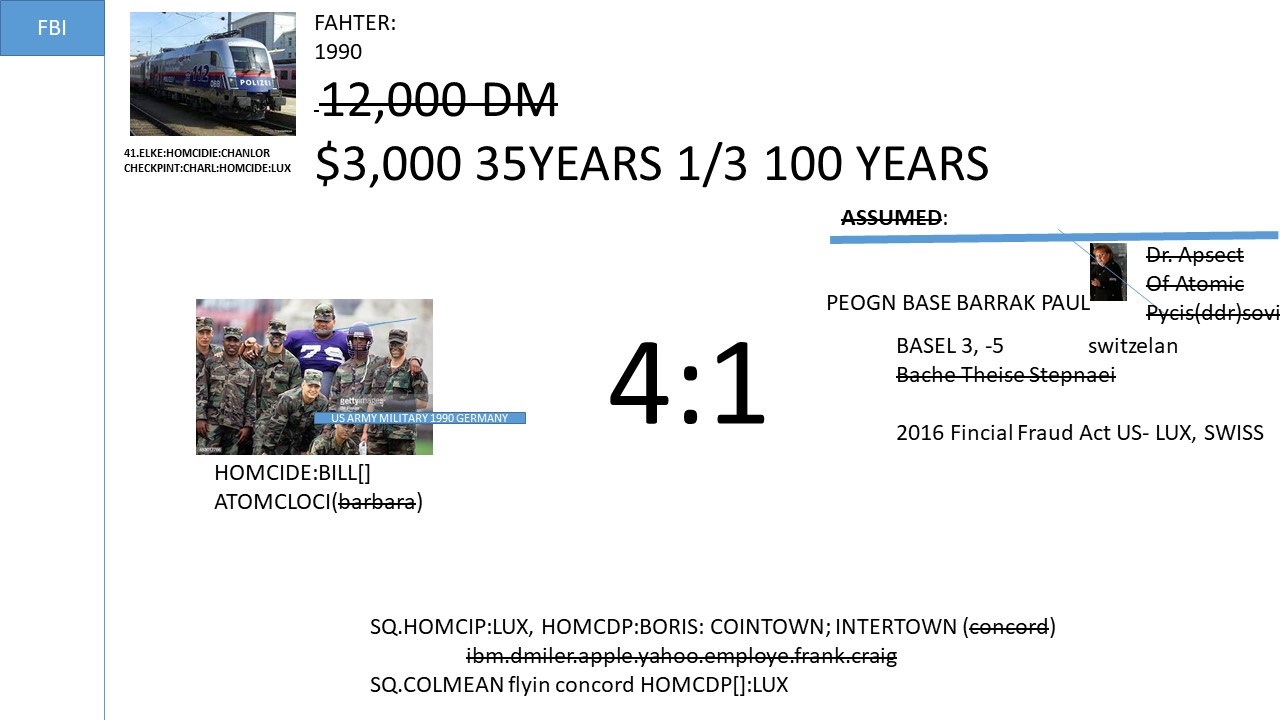 FBI
FAHTER:
1990
12,000 DM
$3,000 35YEARS 1/3 100 YEARS
112
POLIZEI
41.ELKE:HOMCIDIE:CHANLOR
CHECKPINT:CHARL:HOMCIDE:LUX
ASSUMED:
Dr. Apsect
Of Atomic
Pycis(ddr)sovi
PEOGN BASE BARRAK PAUL
BASEL 3, -5 switzelan
Bache Theise Stepnaei
2016 Fincial Fraud Act US- LUX, SWISS
4:1
79
gettyimages
US ARMY MILITARY 1990 GERMANY
HOMCIDE:BILL[]
ATOMCLOCI(barbara)
SQ.HOMCIP:LUX, HOMCDP:BORIS: COINTOWN; INTERTOWN (concord)
ibm.dmiler.apple.yahoo.employe.frank.craig
SQ.COLMEAN flyin concord HOMCDP[]:LUX